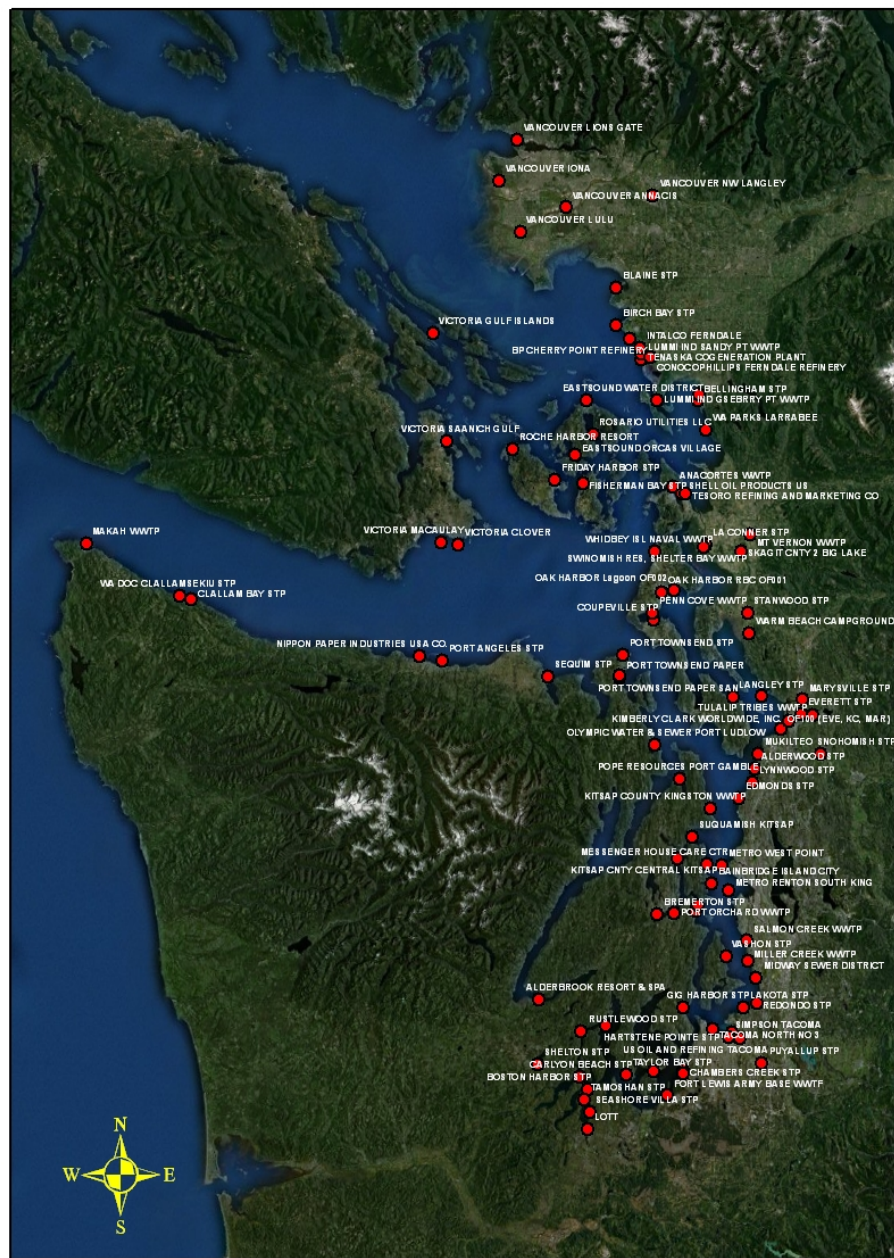 VANCOUVER LIONS GATE
VANCOUVER IONA
VANCOUVER NW LANGLEY
VANCOUVER ANNACIS
VANCOUVER LULU
BLAINE STP
BIRCH BAY STP
VICTORIA GULF ISLANDS
INTALCO FERNDALE
LUMMI IND SANDY PT WWTP
BP CHERRY POINT REFINERY
TENASKA COGENERATION PLANT
CONOCOPHILLIPS FERNDALE REFINERY
EASTSOUND WATER DISTRICT
BELLINGHAM STP
LUMMI IND GSEBRRY PT WWTP
ROSARIO UTILITIES LLC
WA PARKS LARRABEE
VICTORIA SAANICH GULF
ROCHE HARBOR RESORT
EASTSOUND ORCAS VILLAGE
FRIDAY HARBOR STP
ANACORTES WWTP
FISHERMAN BAY STP
SHELL OIL PRODUCTS US
TESORO REFINING AND MARKETING CO
MAKAH WWTP
VICTORIA MACAULAY
VICTORIA CLOVER
LA CONNER STP
WHIDBEY ISL NAVAL WWTP
MT VERNON WWTP
SWINOMISH RES, SHELTER BAY WWTP
SKAGIT CNTY 2 BIG LAKE
WA DOC CLALLAM
SEKIU STP
CLALLAM BAY STP
OAK HARBOR Lagoon OF002
OAK HARBOR RBC OF001
PENN COVE WWTP
STANWOOD STP
COUPEVILLE STP
WARM BEACH CAMPGROUND
NIPPON PAPER INDUSTRIES USA CO.
PORT ANGELES STP
PORT TOWNSEND STP
SEQUIM STP
PORT TOWNSEND PAPER
PORT TOWNSEND PAPER SAN
LANGLEY STP
MARYSVILLE STP
TULALIP TRIBES WWTP
EVERETT STP
KIMBERLY CLARK WORLDWIDE, INC.
OF100 (EVE, KC, MAR)
OLYMPIC WATER & SEWER PORT LUDLOW
MUKILTEO
SNOHOMISH STP
ALDERWOOD STP
POPE RESOURCES PORT GAMBLE
LYNNWOOD STP
EDMONDS STP
KITSAP COUNTY KINGSTON WWTP
SUQUAMISH KITSAP
MESSENGER HOUSE CARE CTR
METRO WEST POINT
KITSAP CNTY CENTRAL KITSAP
BAINBRIDGE ISLAND CITY
METRO RENTON SOUTH KING
BREMERTON STP
PORT ORCHARD WWTP
SALMON CREEK WWTP
VASHON STP
MILLER CREEK WWTP
MIDWAY SEWER DISTRICT
ALDERBROOK RESORT & SPA
GIG HARBOR STP
LAKOTA STP
REDONDO STP
RUSTLEWOOD STP
SIMPSON TACOMA
HARTSTENE POINTE STP
TACOMA NORTH NO 3
US OIL AND REFINING TACOMA
PUYALLUP STP
SHELTON STP
CARLYON BEACH STP
TAYLOR BAY STP
CHAMBERS CREEK STP
BOSTON HARBOR STP
TAMOSHAN STP
FORT LEWIS ARMY BASE WWTF
SEASHORE VILLA STP
LOTT
N
W
E
S